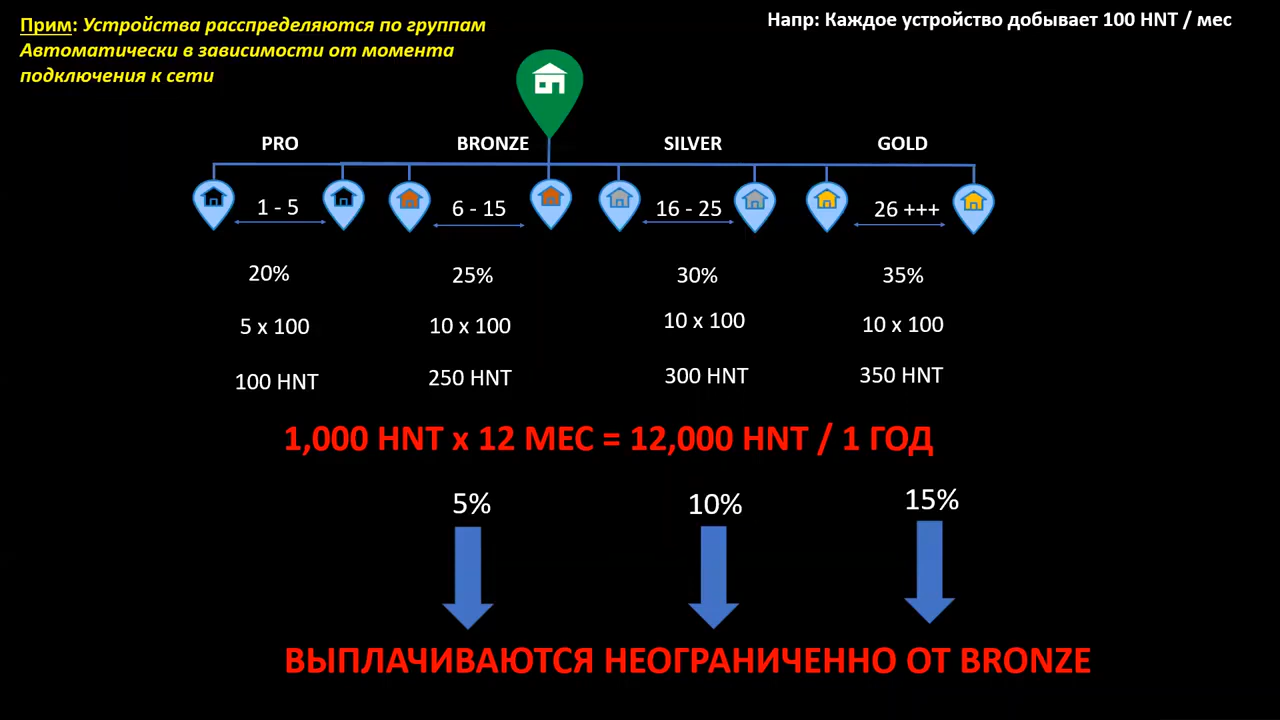 Прим: Устройства распределяются по группам
Автоматически в зависимости от момента
подключения к сети
Напр: Каждое устройство добывает 100 HNT / мес
PRO BRONZE SILVER GOLD
1 - 5 6 - 15 16 - 25 26 +++
20% 25% 30% 35%
5 x 100 10 x 100 10 x 100 10 x 100
100 HNT 250 HNT 300 HNT 350 HNT
1,000 HNT x 12 МЕС = 12,000 HNT / 1 ГОД
5% 10% 15%
ВЫПЛАЧИВАЮТСЯ НЕОГРАНИЧЕННО ОТ BRONZE